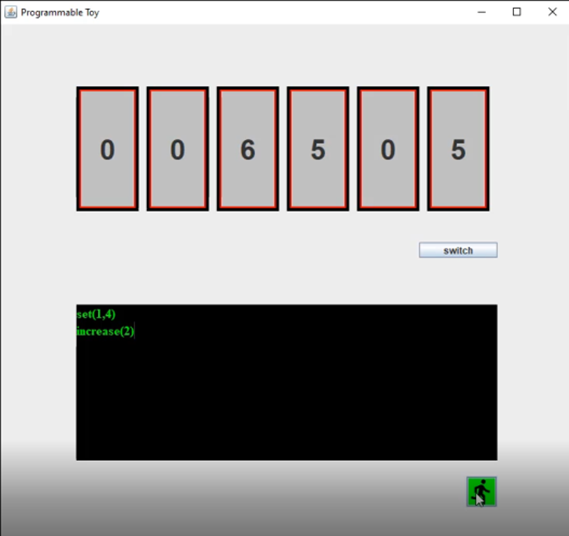 Programmable Toy
0 0 6 5 0 5
switch
set(1,4)
increase(2)